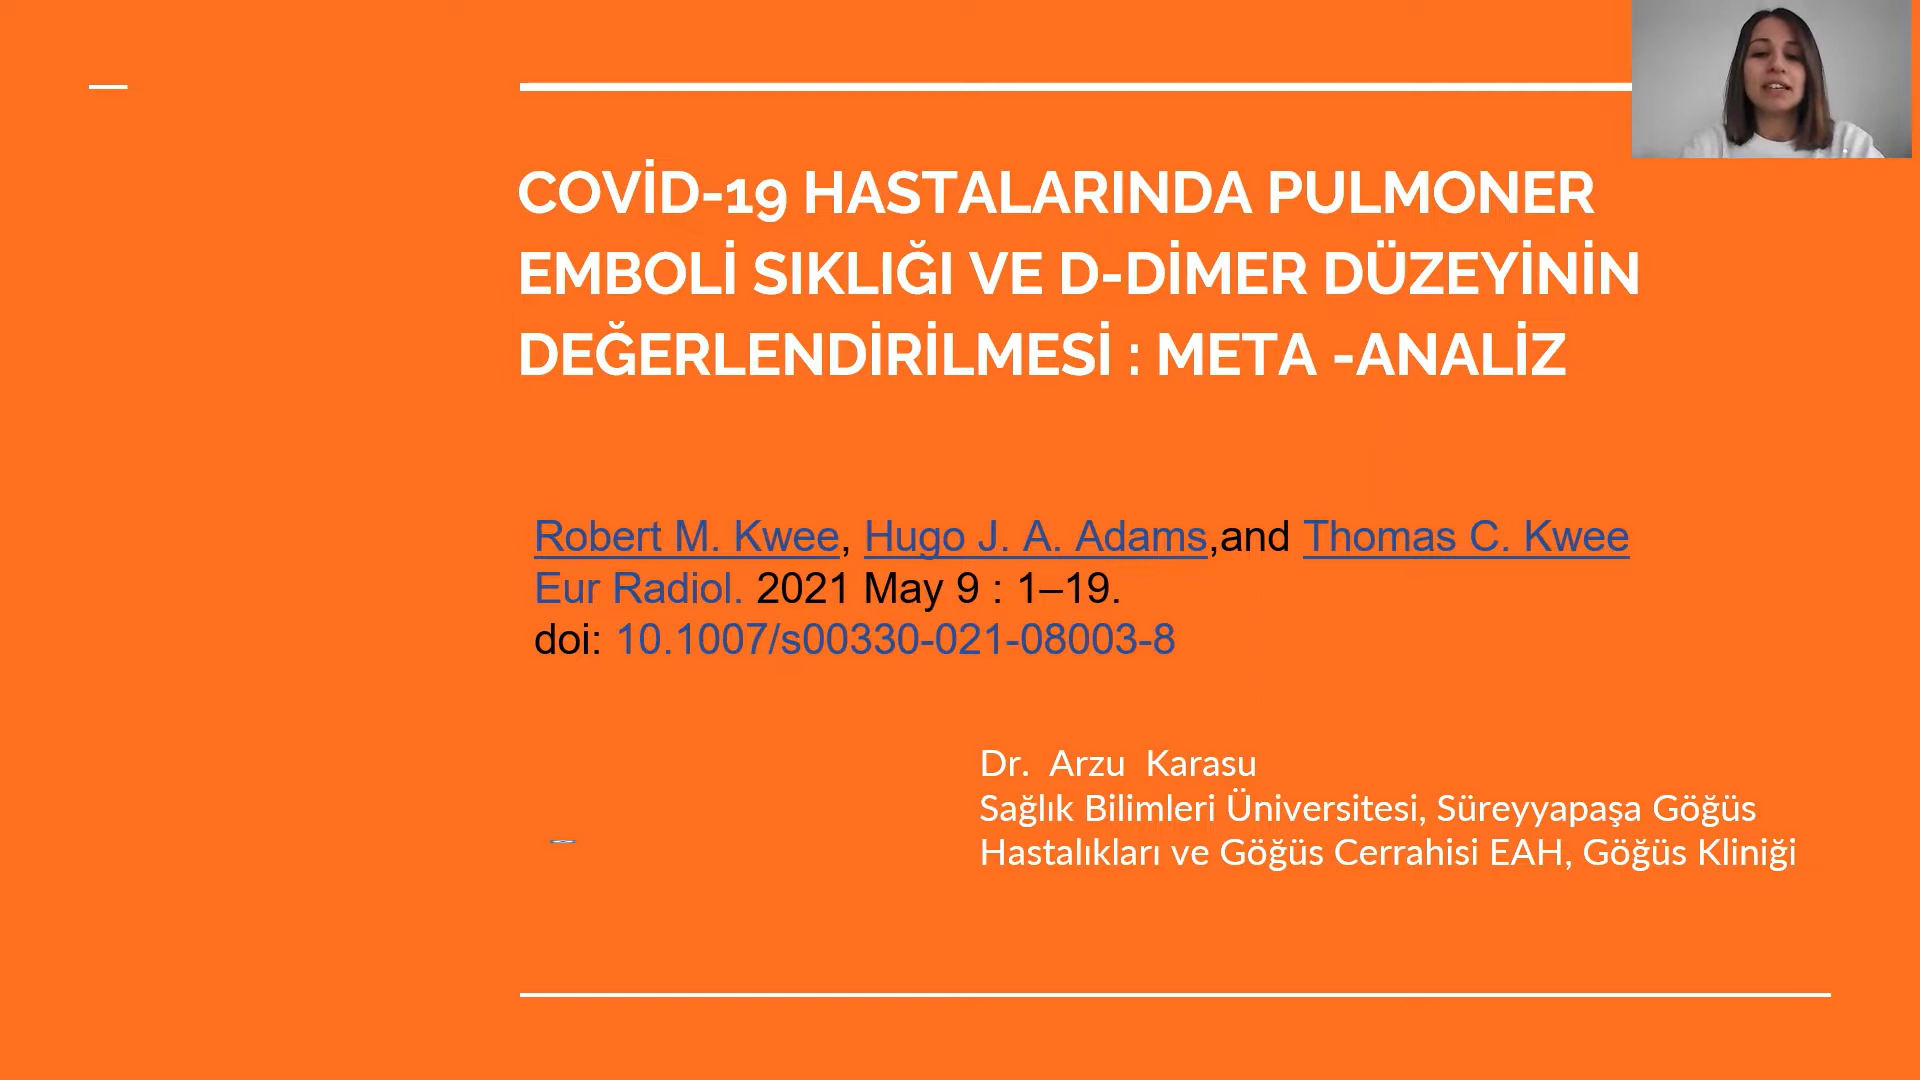 COVİD-19 HASTALARINDA PULMONER
EMBOLİ SIKLIĞI VE D-DİMER DÜZEYİNİN
DEĞERLENDİRİLMESİ : META -ANALİZ
Robert M. Kwee, Hugo J. A. Adams,and Thomas C. Kwee
Eur Radiol. 2021 May 9 : 1–19.
doi: 10.1007/s00330-021-08003-8
Dr. Arzu Karasu
Sağlık Bilimleri Üniversitesi, Süreyyapaşa Göğüs
Hastalıkları ve Göğüs Cerrahisi EAH, Göğüs Kliniği